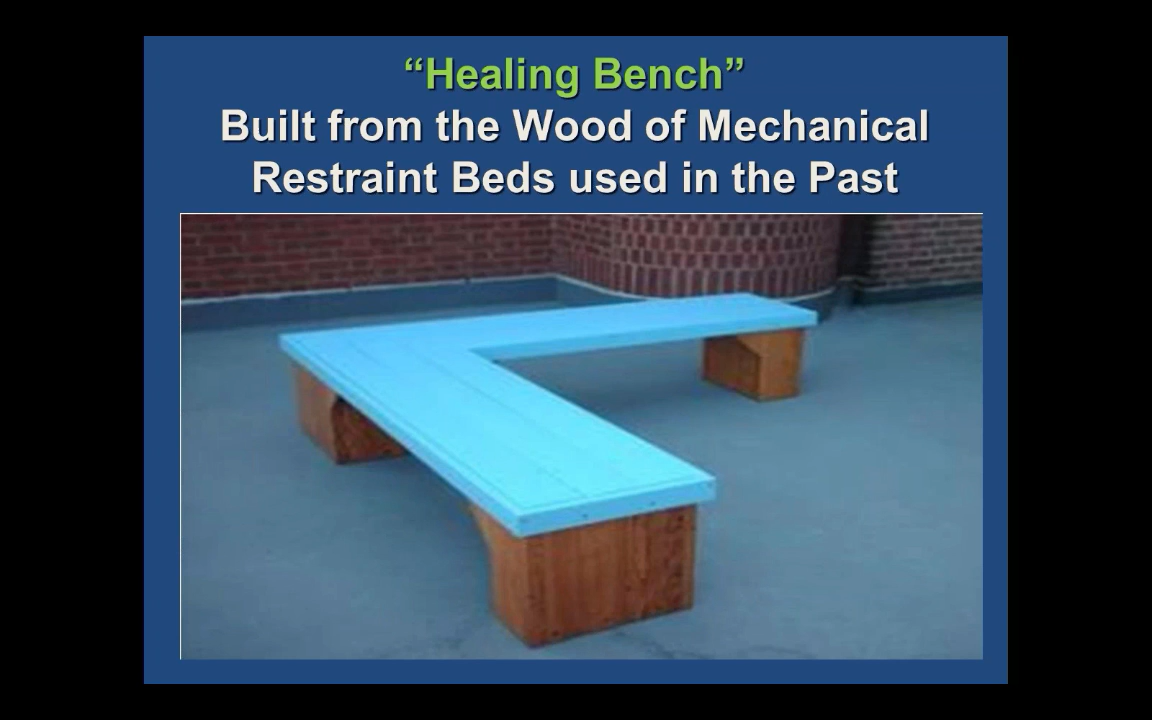 “Healing Bench”
Built from the Wood of Mechanical
Restraint Beds used in the Past